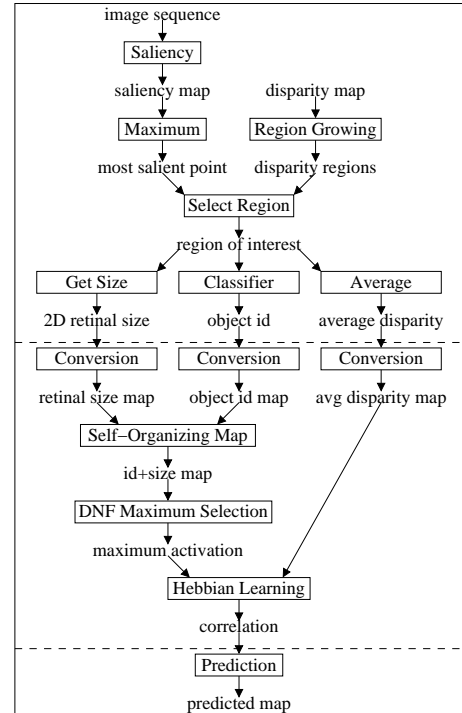 image sequence
Saliency
saliency map disparity map
Maximum Region Growing
most salient point disparity regions
Select Region
region of interest
Get Size Classifier Average
2D retinal size object id average disparity
Conversion Conversion Conversion
retinal size map object id map avg disparity map
Self−Organizing Map
id+size map
DNF Maximum Selection
maximum activation
Hebbian Learning
correlation
Prediction
predicted map